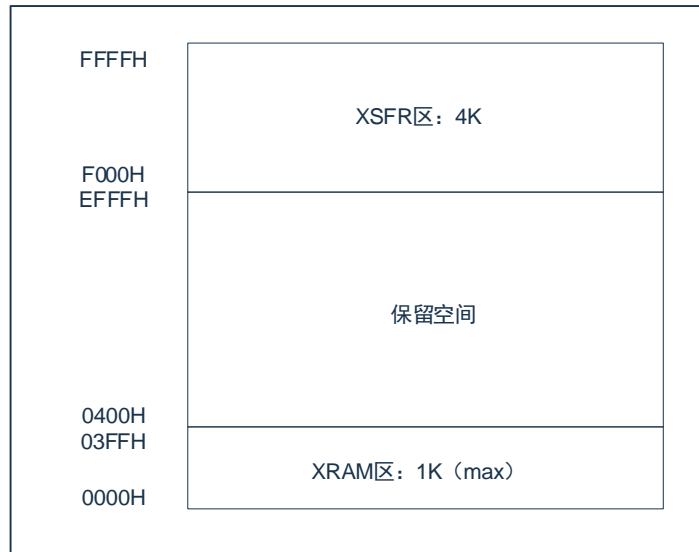 FFFFH
XSFR区：4K
F000H
EFFFH
保留空间
0400H
03FFH
XRAM区：1K（max）
0000H